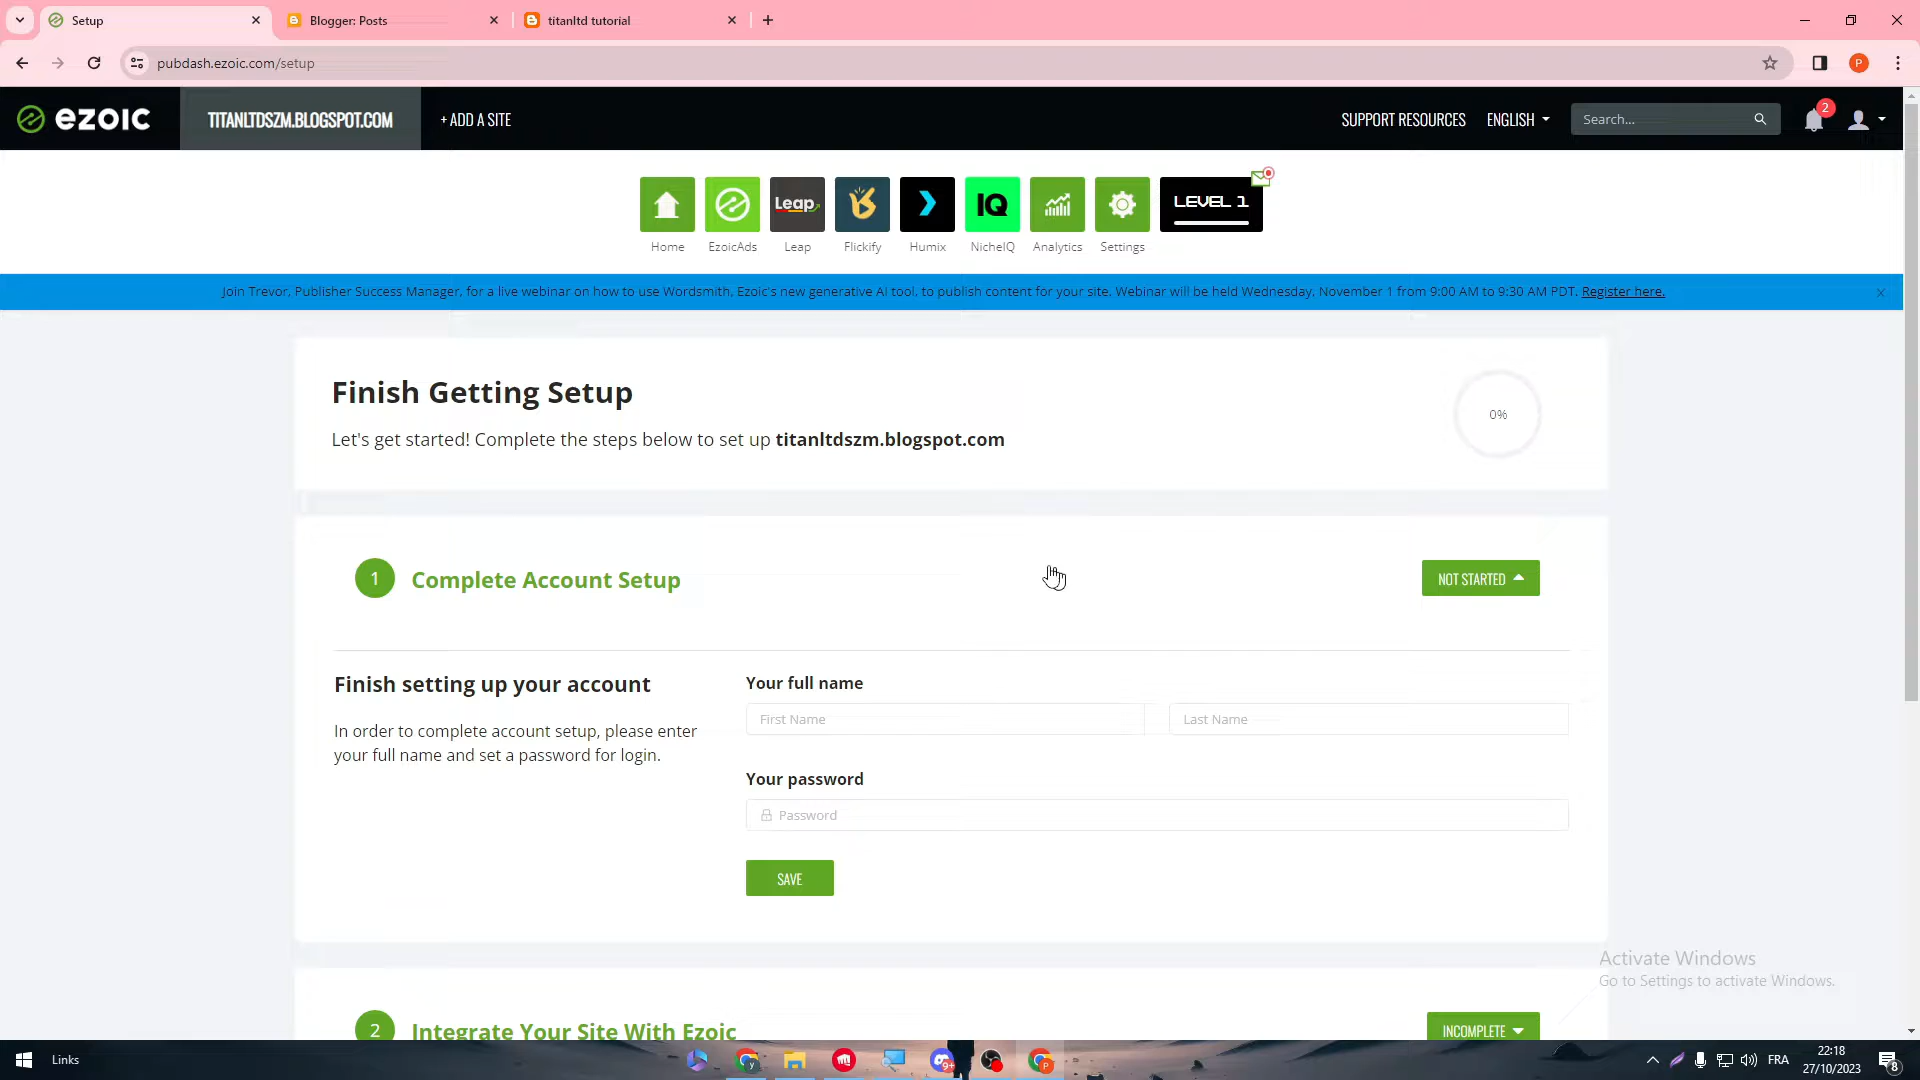 Setup
Blogger: Posts
titanltd tutorial
pubdash.ezoic.com/setup
P
ezoic
TITANLTDSZM.BLOGSPOT.COM
+ ADD A SITE
SUPPORT RESOURCES
ENGLISH
Search...
2
Leap
IQ
LEVEL 1
Home
EzoicAds
Leap
Flickify
Humix
NicheIQ
Analytics
Settings
Join Trevor, Publisher Success Manager, for a live webinar on how to use Wordsmith, Ezoic's new generative AI tool, to publish content for your site. Webinar will be held Wednesday, November 1 from 9:00 AM to 9:30 AM PDT. Register here.
Finish Getting Setup
Let's get started! Complete the steps below to set up titanltdszm.blogspot.com
0%
1
Complete Account Setup
NOT STARTED
Finish setting up your account
In order to complete account setup, please enter
your full name and set a password for login.
Your full name
First Name
Last Name
Your password
Password
SAVE
Activate Windows
Go to Settings to activate Windows.
2
Integrate Your Site With Ezoic
INCOMPLETE
Links
y
9+
P
FRA
22:18
27/10/2023
8